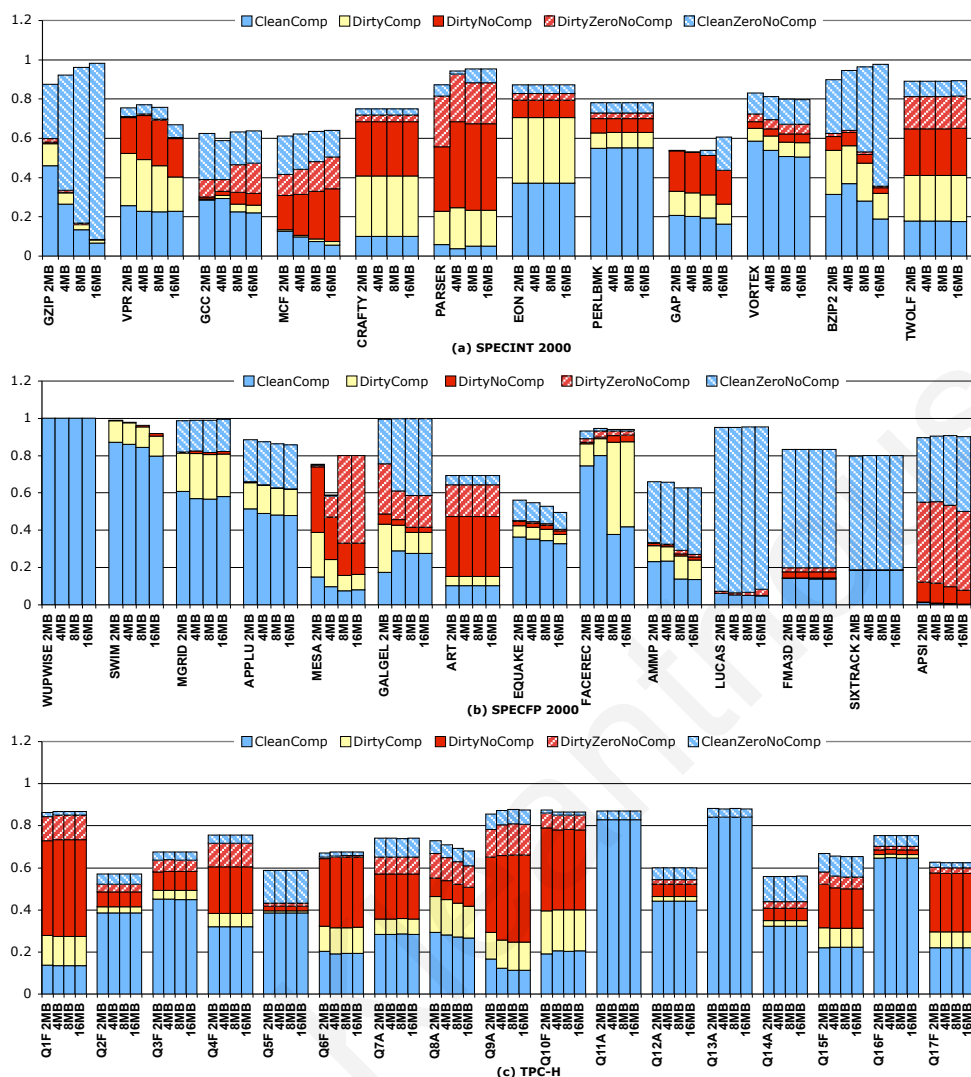 1.2
CleanComp DirtyComp DirtyNoComp DirtyZeroNoComp CleanZeroNoComp
1
0.8
0.6
0.4
0.2
0
GZIP 2MB 4MB 8MB 16MB VPR 2MB 4MB 8MB 16MB GCC 2MB 4MB 8MB 16MB MCF 2MB 4MB 8MB 16MB CRAFTY 2MB 4MB 8MB 16MB PARSER 4MB 8MB 16MB EON 2MB 4MB 8MB 16MB PERLBMK 4MB 8MB 16MB GAP 2MB 4MB 8MB 16MB VORTEX 4MB 8MB 16MB BZIP2 2MB 4MB 8MB 16MB TWOLF 2MB 4MB 8MB 16MB
(a) SPECINT 2000
1.2
CleanComp DirtyComp DirtyNoComp DirtyZeroNoComp CleanZeroNoComp
1
0.8
0.6
0.4
0.2
0
WUPWISE 2MB 4MB 8MB 16MB SWIM 2MB 4MB 8MB 16MB MGRID 2MB 4MB 8MB 16MB APPLU 2MB 4MB 8MB 16MB MESA 2MB 4MB 8MB 16MB GALGEL 2MB 4MB 8MB 16MB ART 2MB 4MB 8MB 16MB EQUAKE 2MB 4MB 8MB 16MB FACEREC 2MB 4MB 8MB 16MB AMMP 2MB 4MB 8MB 16MB LUCAS 2MB 4MB 8MB 16MB FMA3D 2MB 4MB 8MB 16MB SIXTRACK 2MB 4MB 8MB 16MB APSI 2MB 4MB 8MB 16MB
(b) SPECFP 2000
1.2
CleanComp DirtyComp DirtyNoComp DirtyZeroNoComp CleanZeroNoComp
1
0.8
0.6
0.4
0.2
0
Q1F 2MB 4MB 8MB 16MB Q2F 2MB 4MB 8MB 16MB Q3F 2MB 4MB 8MB 16MB Q4F 2MB 4MB 8MB 16MB Q5F 2MB 4MB 8MB 16MB Q6F 2MB 4MB 8MB 16MB Q7A 2MB 4MB 8MB 16MB Q8A 2MB 4MB 8MB 16MB Q9A 2MB 4MB 8MB 16MB Q10F 2MB 4MB 8MB 16MB Q11A 2MB 4MB 8MB 16MB Q12A 2MB 4MB 8MB 16MB Q13A 2MB 4MB 8MB 16MB Q14A 2MB 4MB 8MB 16MB Q15F 2MB 4MB 8MB 16MB Q16F 2MB 4MB 8MB 16MB Q17F 2MB 4MB 8MB 16MB
(c) TPC-H